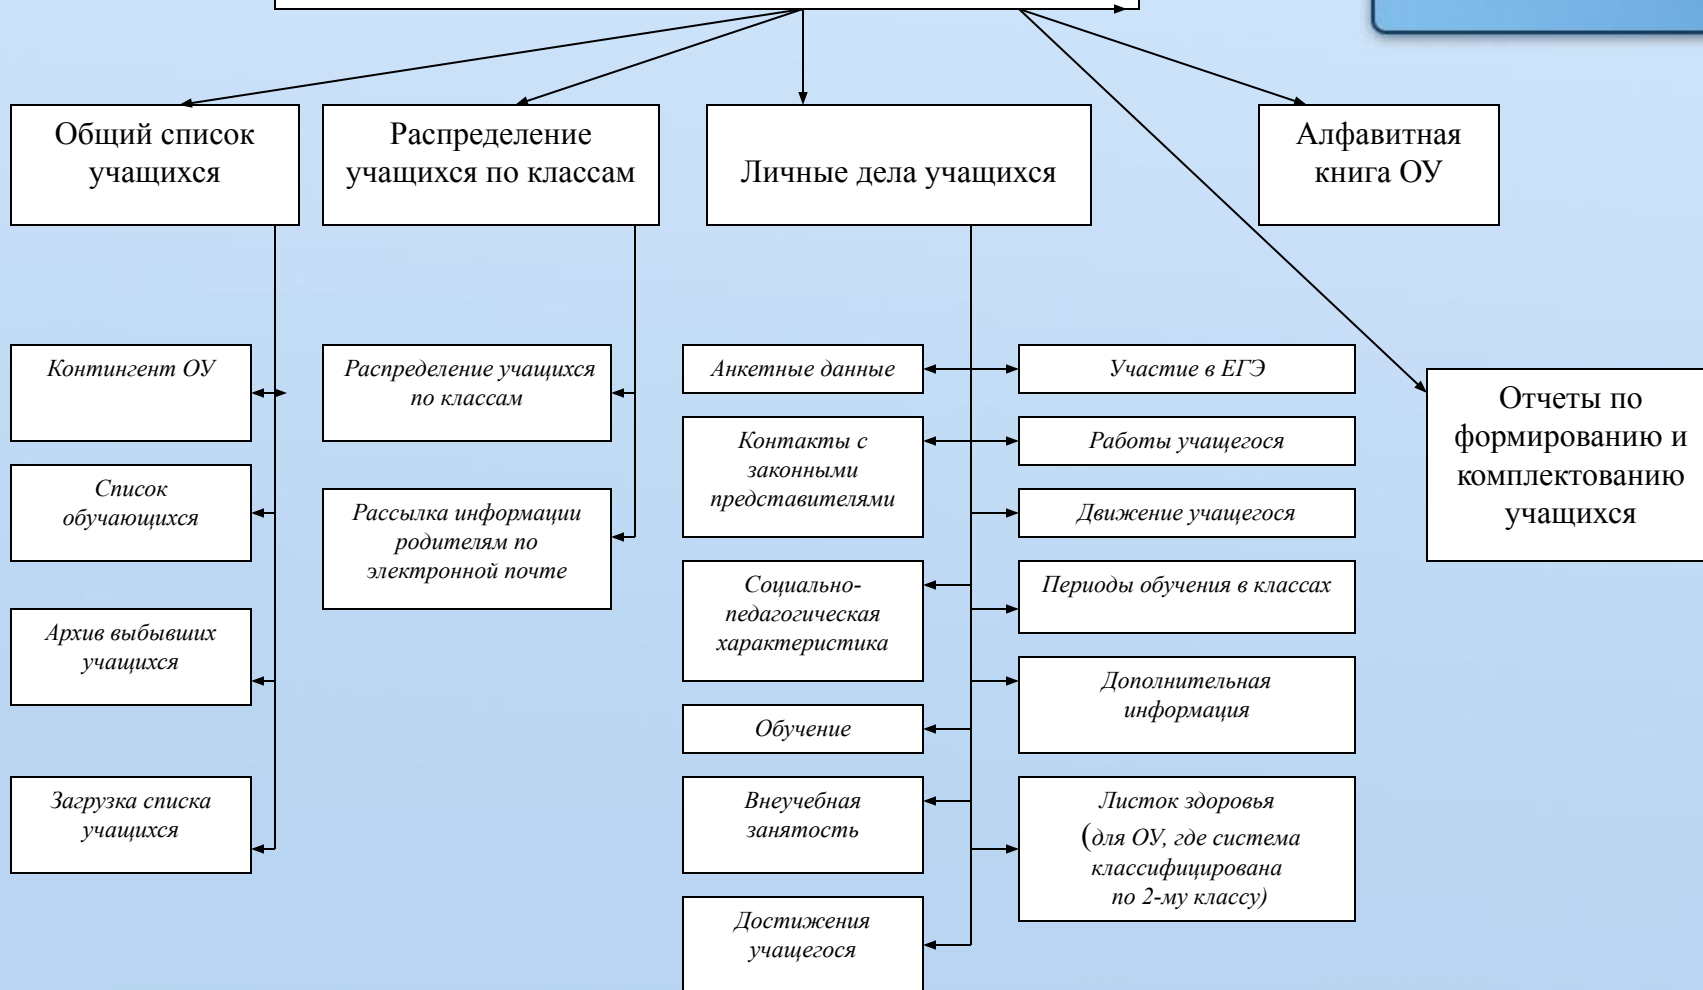 Общий список
учащихся
Распределение
учащихся по классам
Личные дела учащихся
Алфавитная
книга ОУ
Отчеты по
формированию и
комплектованию
учащихся
Контингент ОУ
Список
обучающихся
Архив выбывших
учащихся
Загрузка списка
учащихся
Распределение учащихся
по классам
Рассылка информации
родителям по
электронной почте
Анкетные данные
Контакты с
законными
представителями
Социально-
педагогическая
характеристика
Обучение
Внеучебная
занятость
Достижения
учащегося
Участие в ЕГЭ
Работы учащегося
Движение учащегося
Периоды обучения в классах
Дополнительная
информация
Листок здоровья
(для ОУ, где система
классифицирована
по 2-му классу)